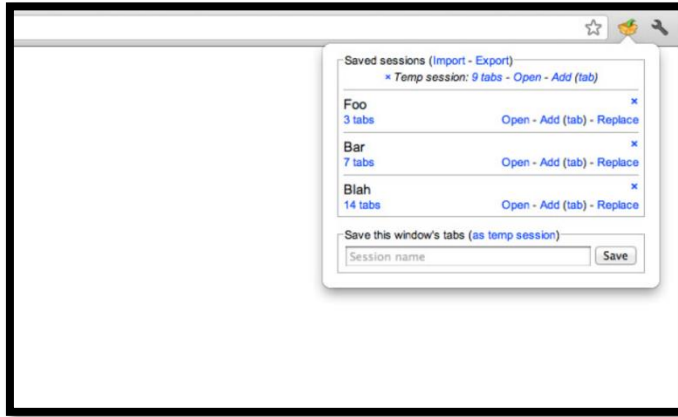 Saved sessions (Import - Export)
× Temp session: 9 tabs - Open - Add (tab)
Foo ×
3 tabs Open - Add (tab) - Replace
Bar ×
7 tabs Open - Add (tab) - Replace
Blah ×
14 tabs Open - Add (tab) - Replace
Save this window's tabs (as temp session)
Session name Save